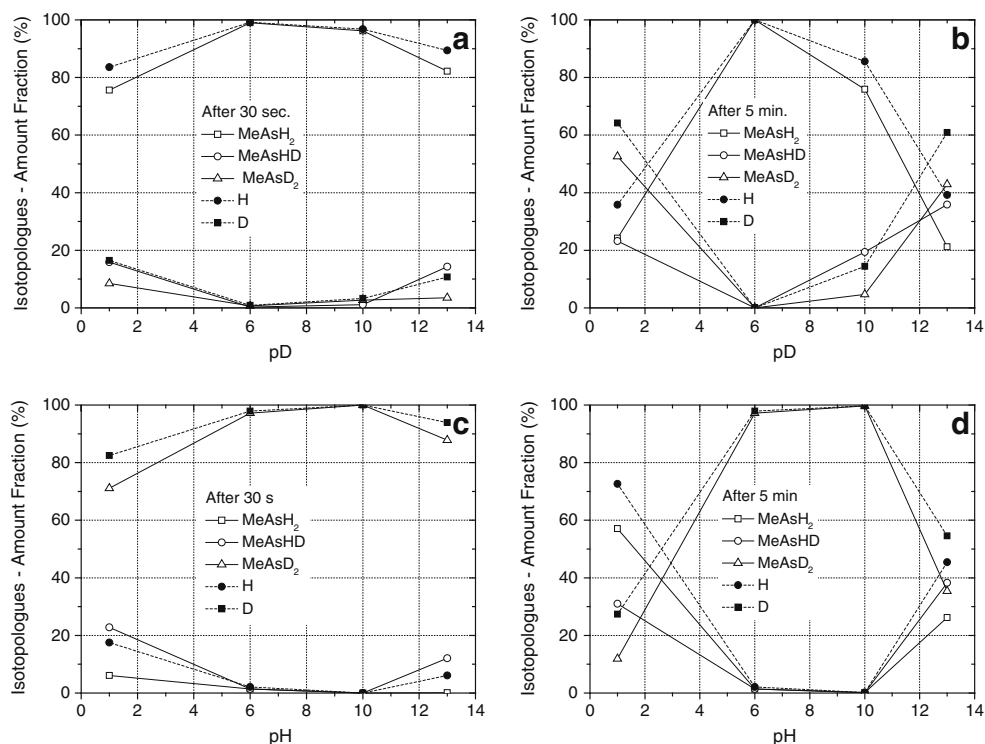 a
Isotopologues - Amount Fraction (%)
100
80
60
40
20
0
After 30 sec.
MeAsH₂
MeAsHD
MeAsD₂
H
D
0 2 4 6 8 10 12 14
pD
b
Isotopologues - Amount Fraction (%)
100
80
60
40
20
0
After 5 min.
MeAsH₂
MeAsHD
MeAsD₂
H
D
0 2 4 6 8 10 12 14
pD
c
Isotopologues - Amount Fraction (%)
100
80
60
40
20
0
After 30 s
MeAsH₂
MeAsHD
MeAsD₂
H
D
0 2 4 6 8 10 12 14
pH
d
Isotopologues - Amount Fraction (%)
100
80
60
40
20
0
After 5 min
MeAsH₂
MeAsHD
MeAsD₂
H
D
0 2 4 6 8 10 12 14
pH